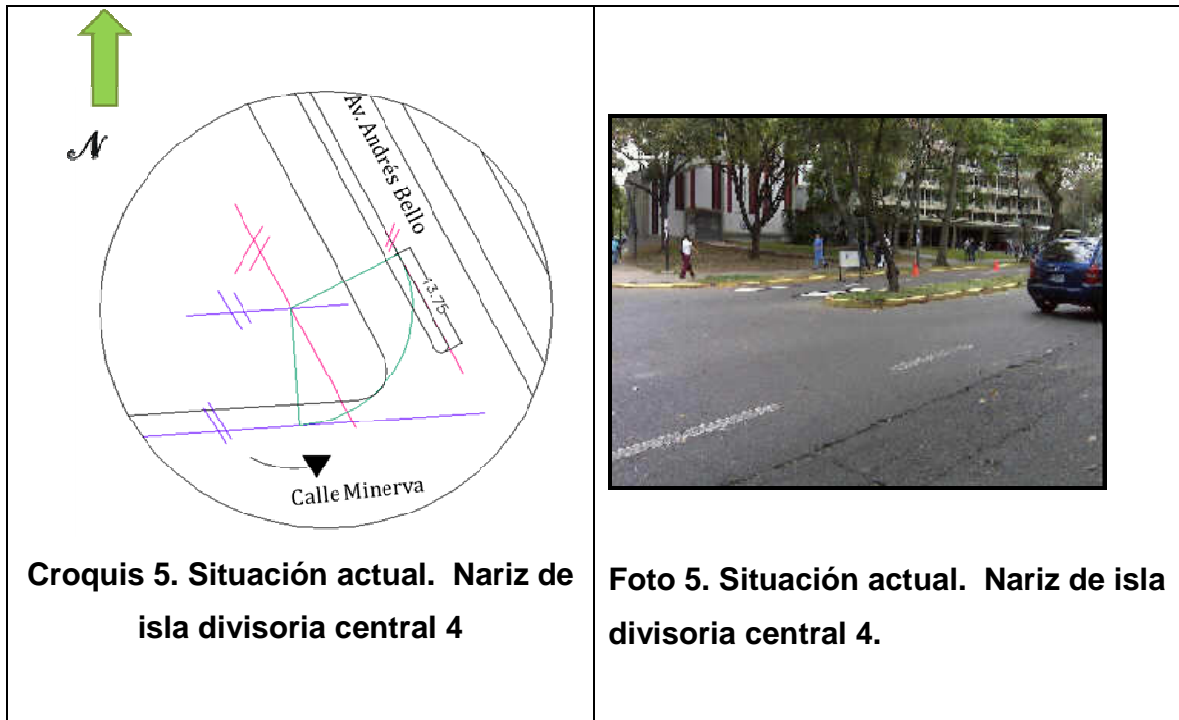 N
Av. Andrés Bello
13.75
Calle Minerva
Croquis 5. Situación actual. Nariz de
isla divisoria central 4
Foto 5. Situación actual. Nariz de isla
divisoria central 4.